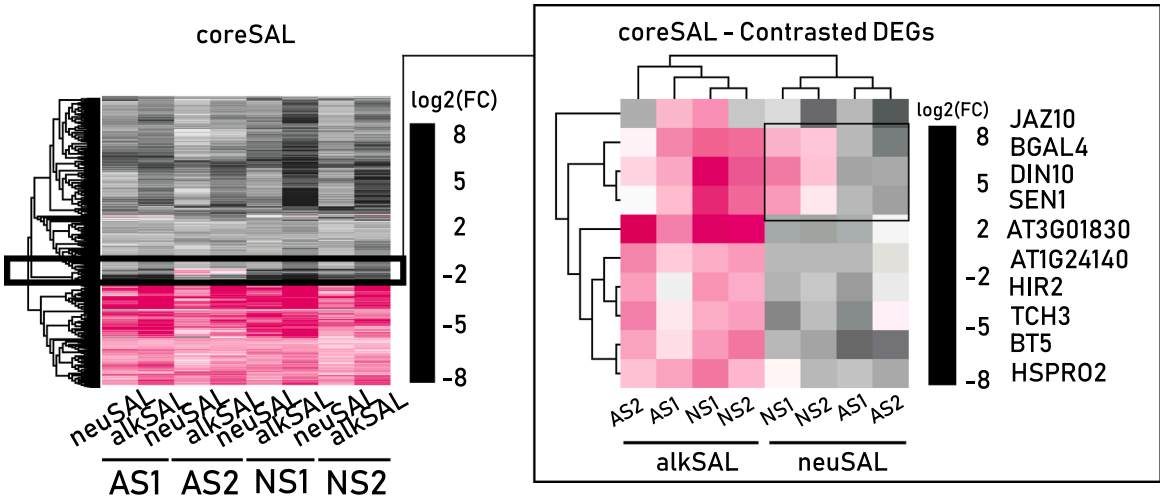 coreSAL
log2(FC)
8
5
2
-2
-5
-8
neuSAL
alkSAL
neuSAL
alkSAL
neuSAL
alkSAL
neuSAL
alkSAL
AS1 AS2 NS1 NS2
coreSAL - Contrasted DEGs
log2(FC)
8
5
2
-2
-5
-8
JAZ10
BGAL4
DIN10
SEN1
AT3G01830
AT1G24140
HIR2
TCH3
BT5
HSPRO2
AS2 AS1 NS1 NS2 NS1 NS2 AS1 AS2
alkSAL neuSAL